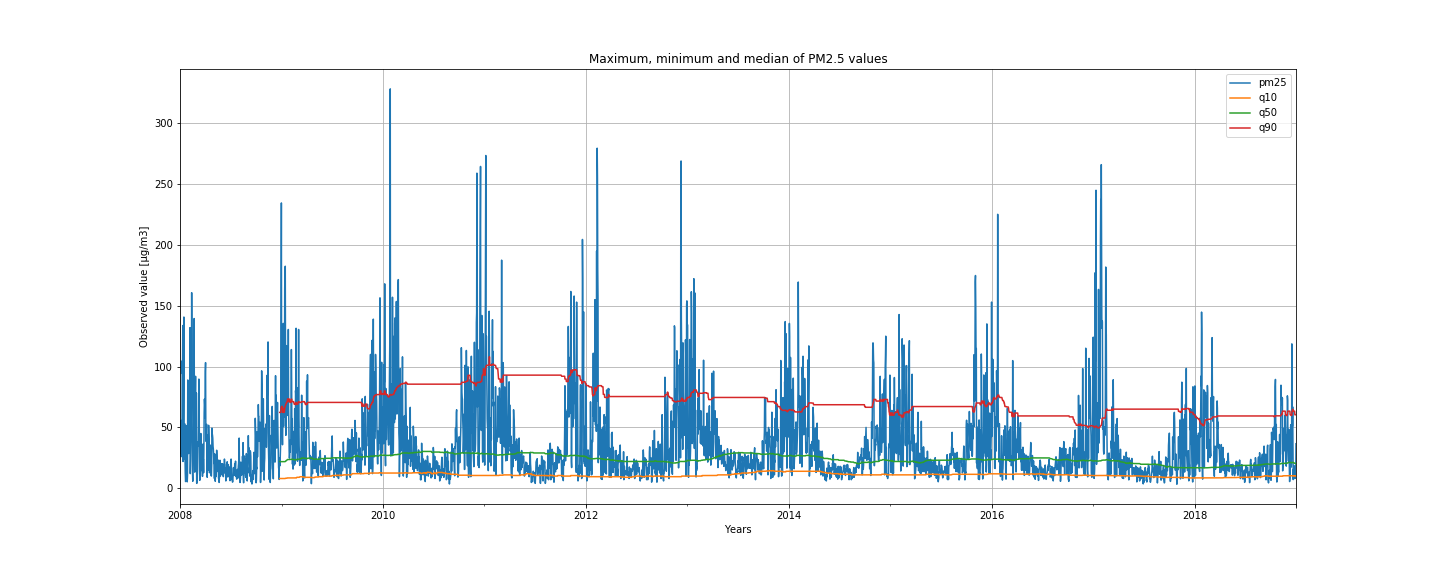 Maximum, minimum and median of PM2.5 values
pm25
q10
q50
q90
Observed value [µg/m3]
300
250
200
150
100
50
0
2008
2010
2012
2014
2016
2018
Years